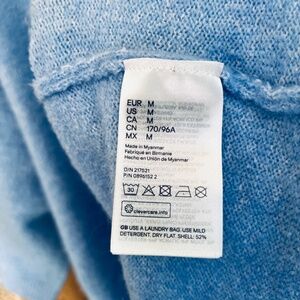 EUR M
US M
CA M
CN 170/96A
MX M
Made in Myanmar
Fabriqué en Birmanie
Hecho en Unión de Myanmar
O/N 217521
P/N 0896152 2
30
clevercare.info
GB USE A LAUNDRY BAG. USE MILD
DETERGENT. DRY FLAT. SHELL: 52%